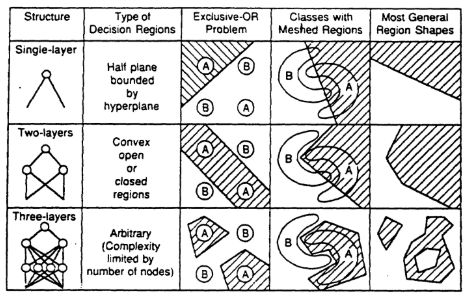 Structure
Type of
Decision Regions
Exclusive-OR
Problem
Classes with
Meshed Regions
Most General
Region Shapes
Single-layer
Half plane
bounded
by
hyperplane
A
B
B
A
B
A
Two-layers
Convex
open
or
closed
regions
A
B
B
A
B
A
Three-layers
Arbitrary
(Complexity
limited by
number of nodes)
A
B
B
A
B
A